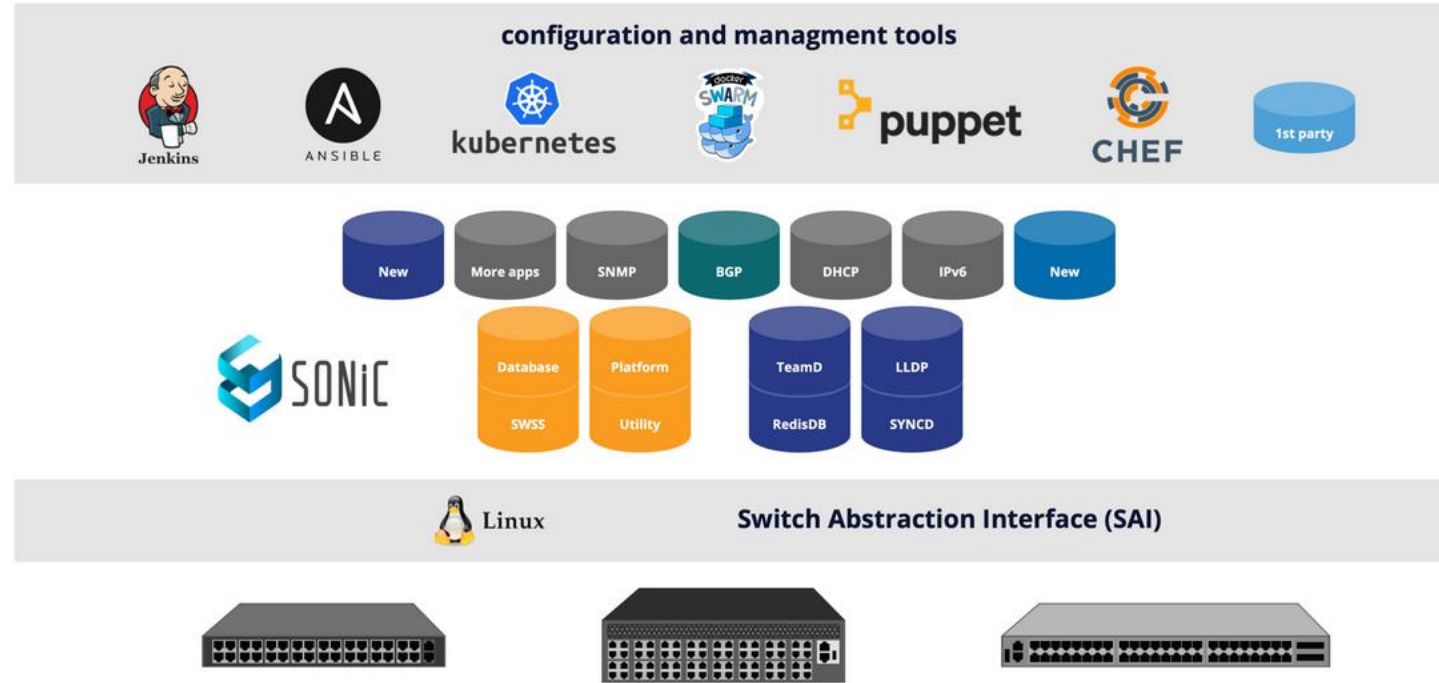 configuration and managment tools
Jenkins
ANSIBLE
kubernetes
docker
SWARM
puppet
CHEF
1st party
New
More apps
SNMP
BGP
DHCP
IPv6
New
SONiC
Database
Platform
TeamD
LLDP
SWSS
Utility
RedisDB
SYNCD
Linux
Switch Abstraction Interface (SAI)